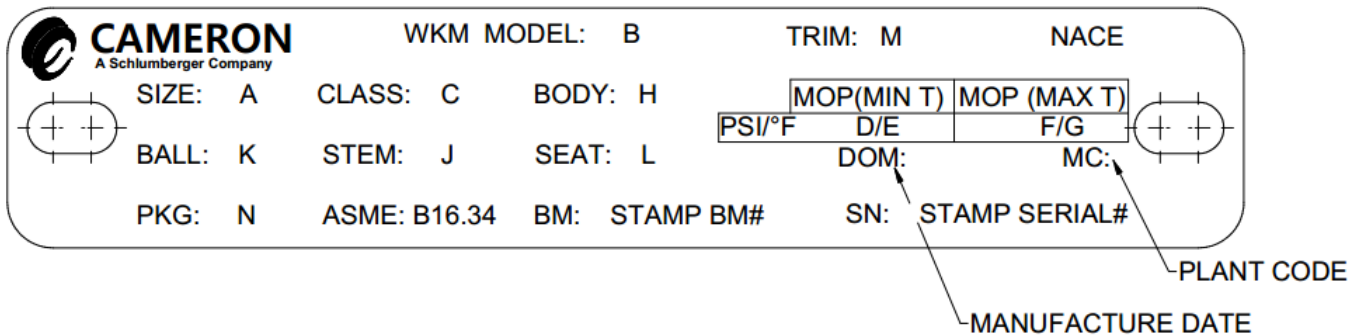 CAMERON
A Schlumberger Company
WKM MODEL: B
TRIM: M
NACE
SIZE: A
CLASS: C
BODY: H
MOP(MIN T)
MOP (MAX T)
PSI/°F
D/E
F/G
BALL: K
STEM: J
SEAT: L
DOM:
MC:
PKG: N
ASME: B16.34
BM: STAMP BM#
SN: STAMP SERIAL#
PLANT CODE
MANUFACTURE DATE